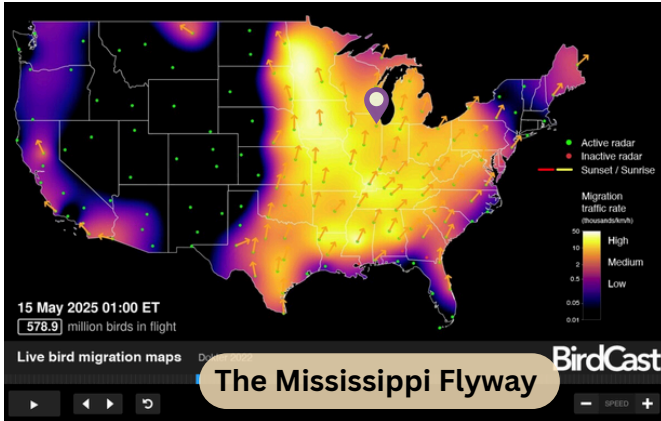 Active radar
Inactive radar
Sunset / Sunrise
Migration
traffic rate
(thousands/km/h)
50
High
10
Medium
2
0.5
Low
0.05
0.01
15 May 2025 01:00 ET
578.9 million birds in flight
Live bird migration maps
BirdCast
The Mississippi Flyway
SPEED